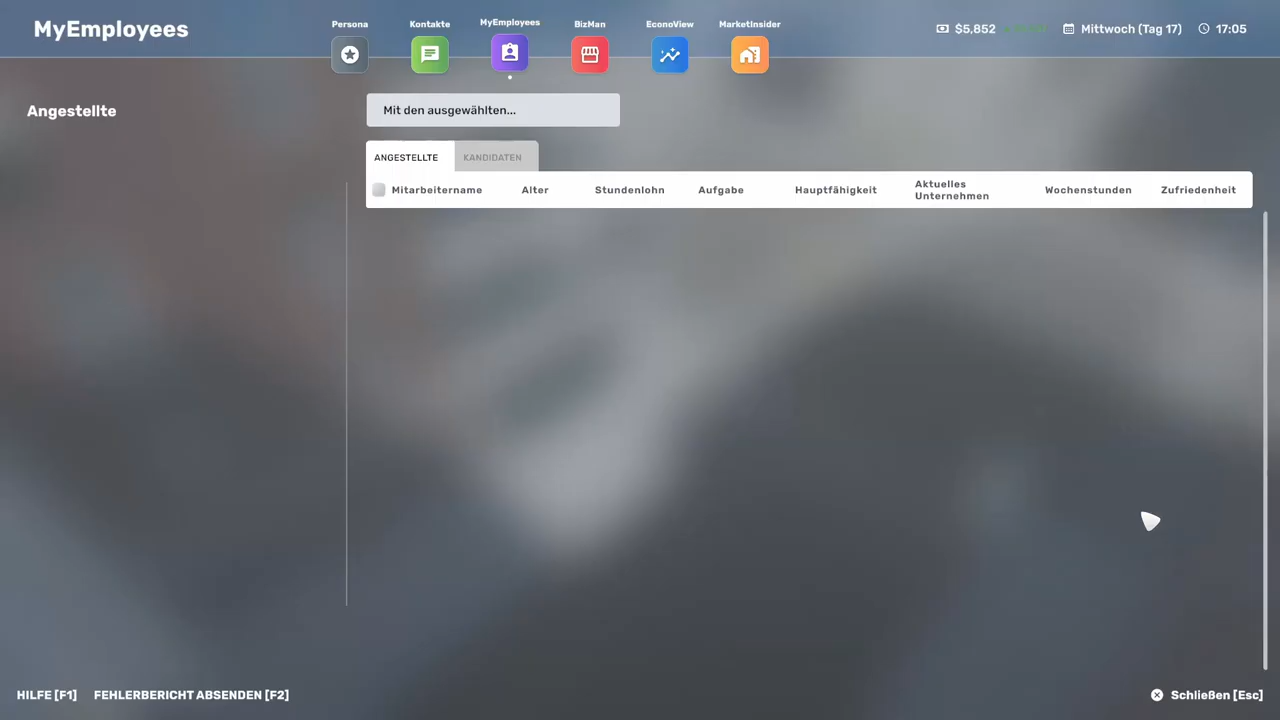 MyEmployees
Persona
Kontakte
MyEmployees
BizMan
EconoView
MarketInsider
$5,852
Mittwoch (Tag 17)
17:05
Angestellte
Mit den ausgewählten...
ANGESTELLTE
KANDIDATEN
Mitarbeitername
Alter
Stundenlohn
Aufgabe
Hauptfähigkeit
Aktuelles
Unternehmen
Wochenstunden
Zufriedenheit
HILFE [F1]
FEHLERBERICHT ABSENDEN [F2]
Schließen [Esc]